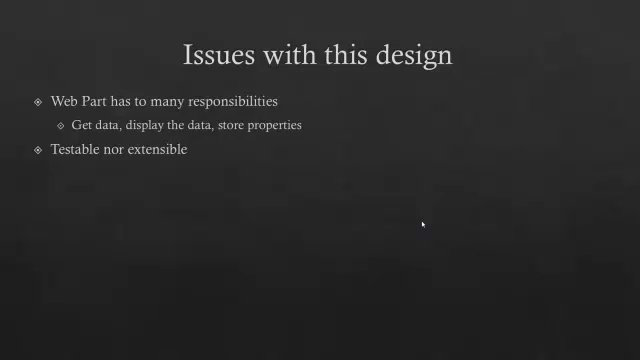 Issues with this design
Web Part has to many responsibilities
Get data, display the data, store properties
Testable nor extensible